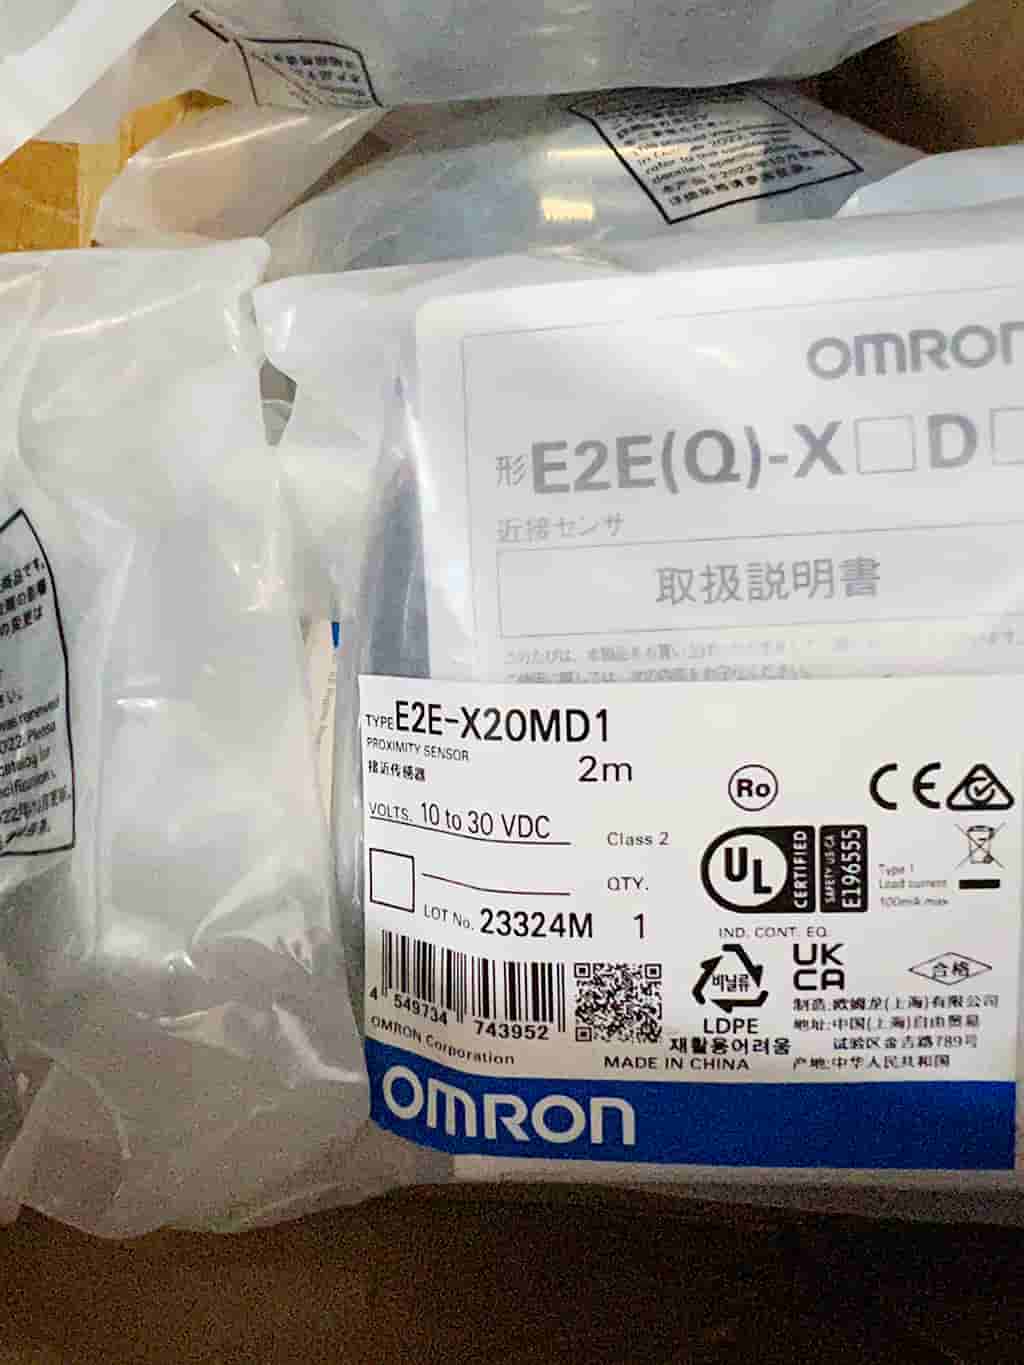 refer to the
detailed specifications.
OMRON
形E2E(Q)-X□D□
近接センサ
取扱説明書
TYPE E2E-X20MD1
PROXIMITY SENSOR
接近传感器
2m
VOLTS. 10 to 30 VDC
Class 2
QTY.
LOT No. 23324M 1
4 549734 743952
OMRON Corporation
OMRON
Ro
CE
UL CERTIFIED
SAFETY US CA
E196555
Type 1
Load current
100mA max
IND. CONT. EQ.
비닐류
LDPE
재활용어려움
MADE IN CHINA
UK
CA
合格
制造:欧姆龙(上海)有限公司
地址:中国(上海)自由贸易
试验区金吉路789号
产地:中华人民共和国